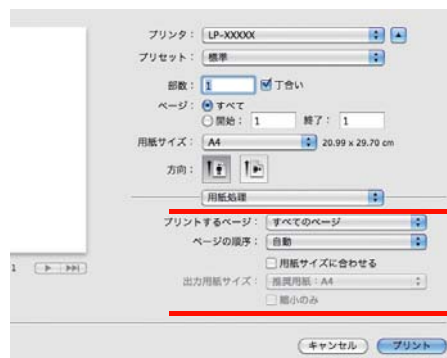 プリンタ： LP-XXXXX
プリセット： 標準
部数： 1 丁合い
ページ： すべて
開始： 1 終了： 1
用紙サイズ： A4 20.99 x 29.70 cm
方向：
用紙処理
プリントするページ： すべてのページ
ページの順序： 自動
用紙サイズに合わせる
出力用紙サイズ： 推奨用紙：A4
縮小のみ
1
キャンセル プリント